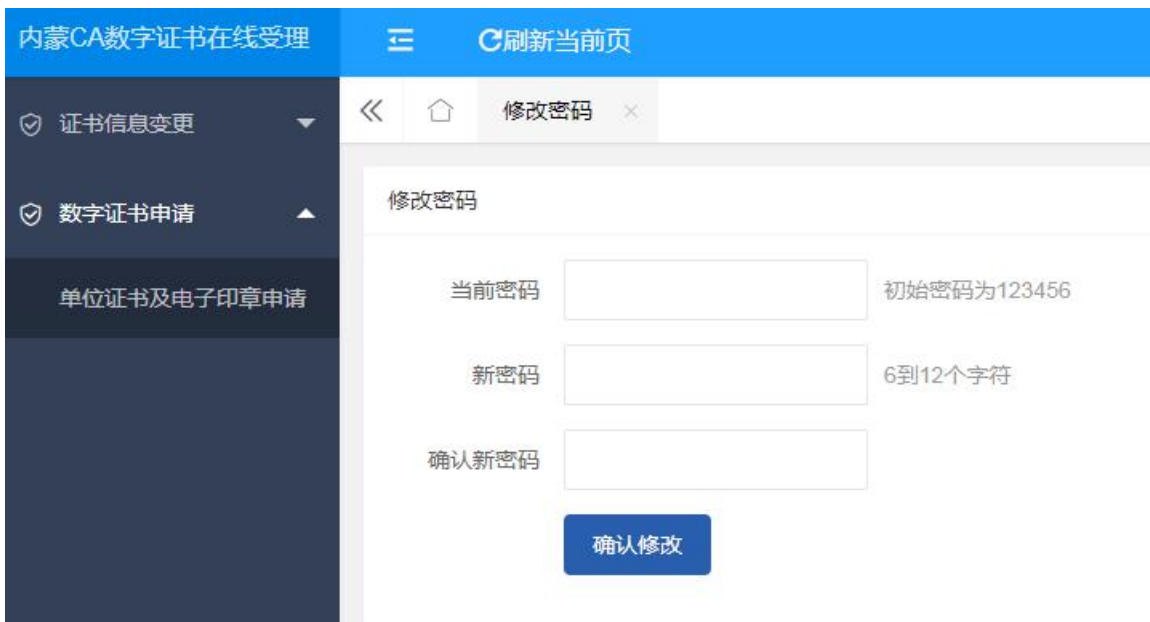 内蒙CA数字证书在线受理
刷新当前页
证书信息变更
修改密码
数字证书申请
修改密码
单位证书及电子印章申请
当前密码
初始密码为123456
新密码
6到12个字符
确认新密码
确认修改